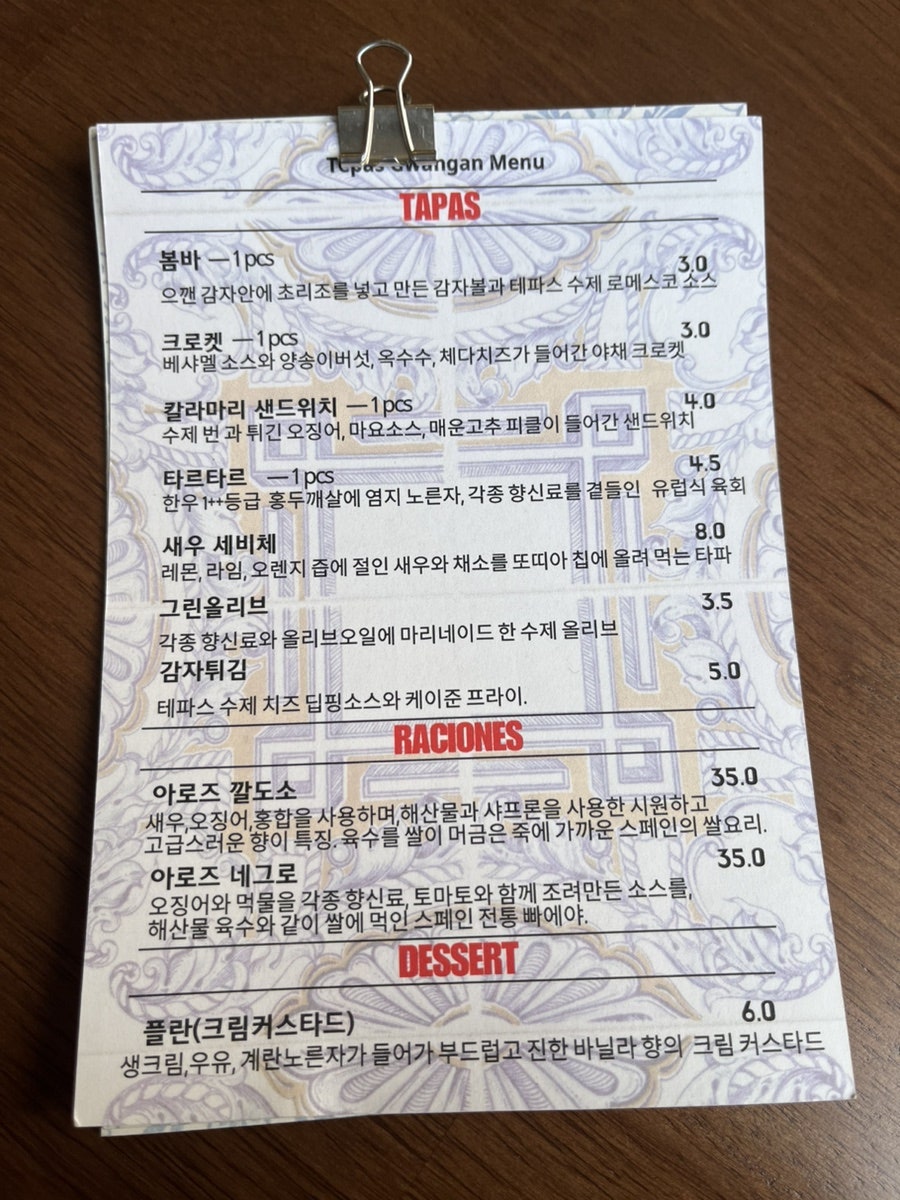 Tapas Gwangan Menu
TAPAS
봄바 —1pcs 3.0
으깬 감자안에 초리조를 넣고 만든 감자볼과 테파스 수제 로메스코 소스
크로켓 —1pcs 3.0
베샤멜 소스와 양송이버섯, 옥수수, 체다치즈가 들어간 야채 크로켓
칼라마리 샌드위치 —1pcs 4.0
수제 번 과 튀긴 오징어, 마요소스, 매운고추 피클이 들어간 샌드위치
타르타르 —1pcs 4.5
한우 1++등급 홍두깨살에 염지 노른자, 각종 향신료를 곁들인 유럽식 육회
새우 세비체 8.0
레몬, 라임, 오렌지 즙에 절인 새우와 채소를 또띠아 칩에 올려 먹는 타파
그린올리브 3.5
각종 향신료와 올리브오일에 마리네이드 한 수제 올리브
감자튀김 5.0
테파스 수제 치즈 딥핑소스와 케이준 프라이.
RACIONES
아로즈 깔도소 35.0
새우,오징어,홍합을 사용하며,해산물과 샤프론을 사용한 시원하고
고급스러운 향이 특징. 육수를 쌀이 머금은 죽에 가까운 스페인의 쌀요리.
아로즈 네그로 35.0
오징어와 먹물을 각종 향신료, 토마토와 함께 조려만든 소스를,
해산물 육수와 같이 쌀에 먹인 스페인 전통 빠에야.
DESSERT
플란(크림커스타드) 6.0
생크림,우유, 계란노른자가 들어가 부드럽고 진한 바닐라 향의 크림 커스타드